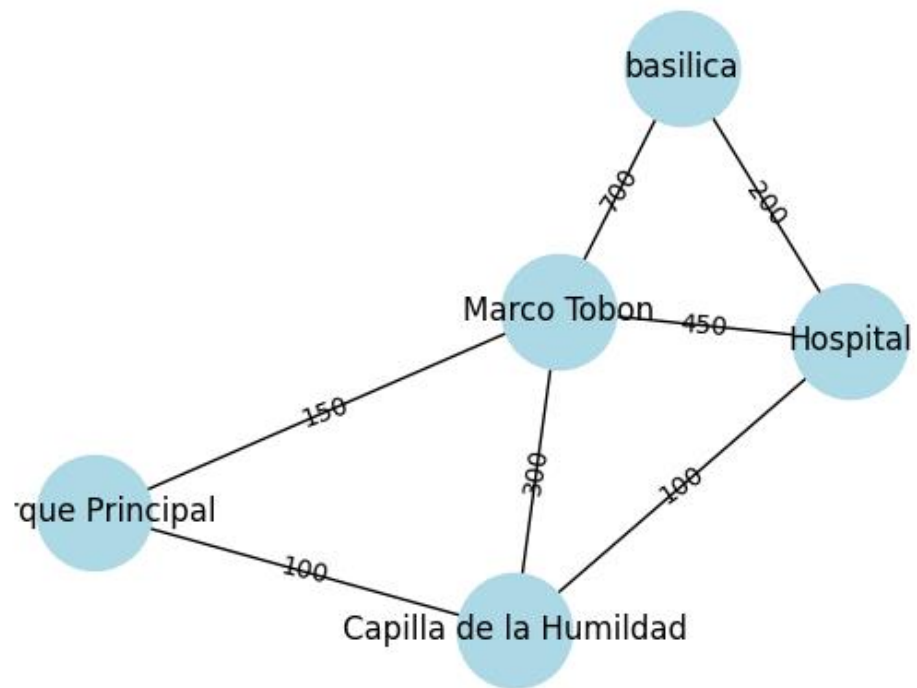 basilica
700
200
Marco Tobon
450
Hospital
150
300
100
rque Principal
100
Capilla de la Humildad